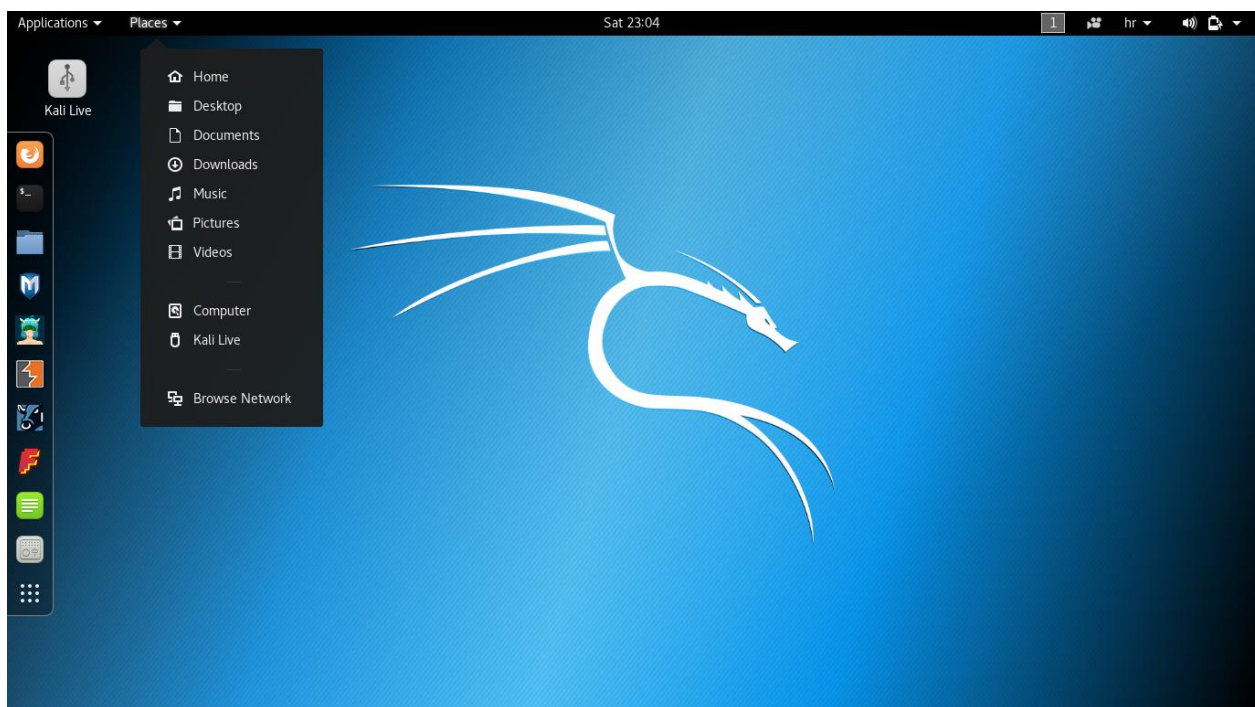 Applications Places Sat 23:04 1 hr
Kali Live
Home
Desktop
Documents
Downloads
Music
Pictures
Videos
Computer
Kali Live
Browse Network
$_